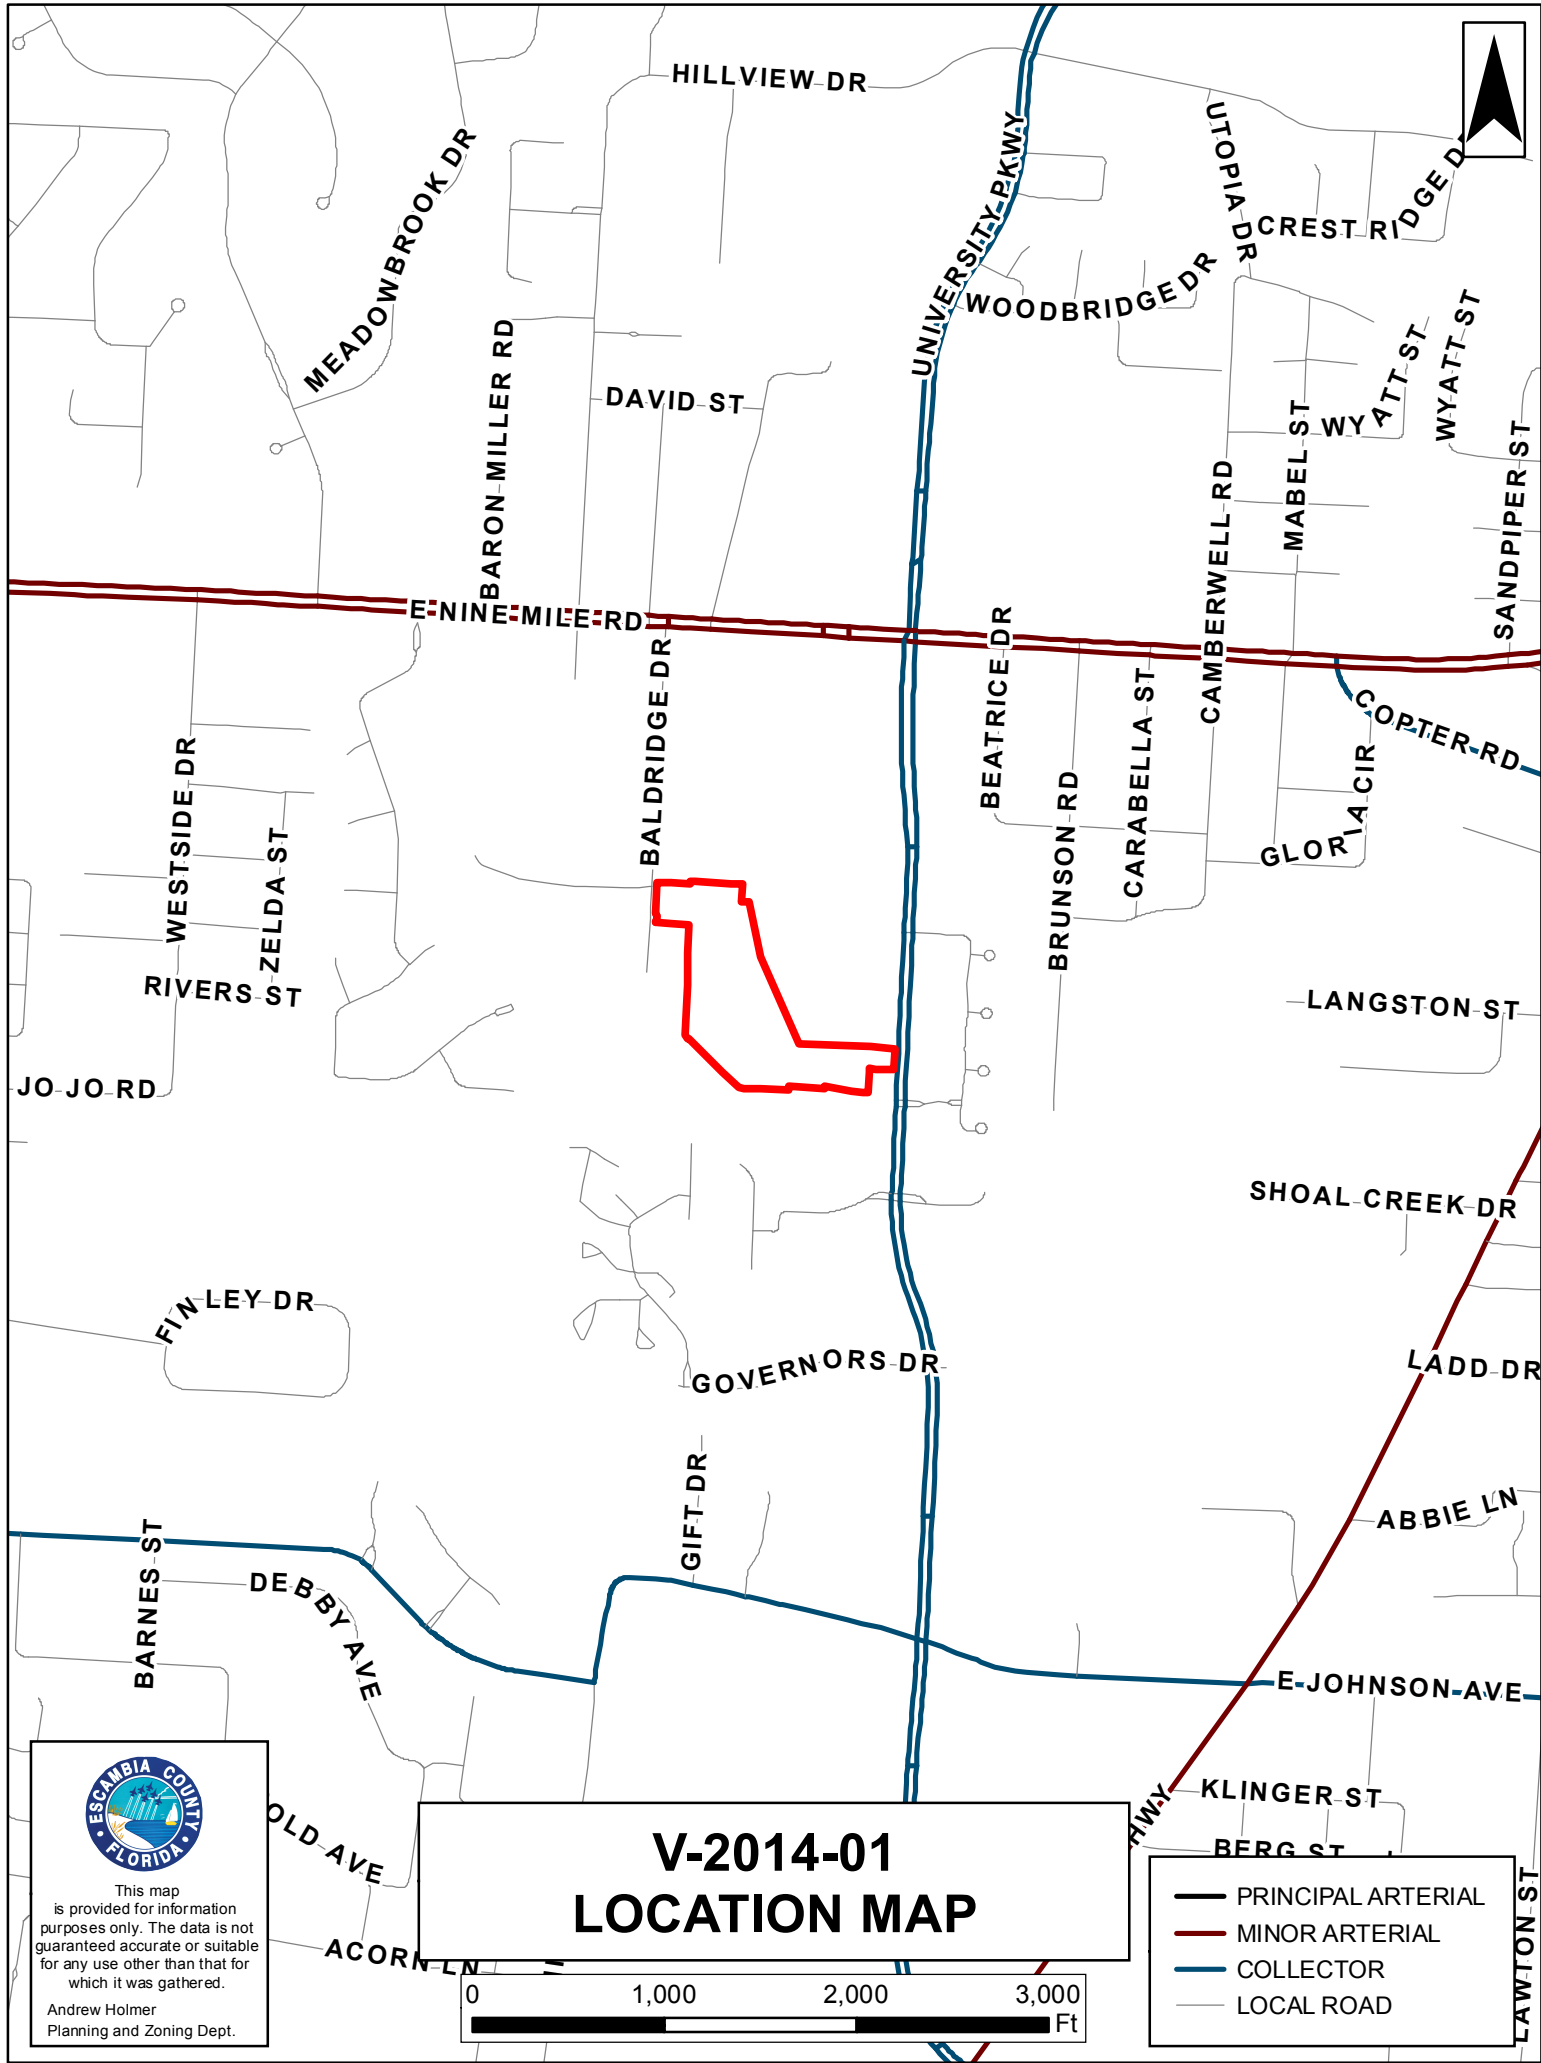 HILLVIEW DR
UNIVERSITY PKWY
UTOPIA DR
CREST RIDGE D
MEADOWBROOK DR
WOODBRIDGE DR
BARON MILLER RD
DAVID ST
WYATT ST
WYATT ST
MABEL ST
SANDPIPER ST
CAMBERWELL RD
E NINE MILE RD
BALDRIDGE DR
BEATRICE DR
CARABELLA ST
COPTER RD
WESTSIDE DR
ZELDA ST
BRUNSON RD
GLORIA CIR
RIVERS ST
LANGSTON ST
JO JO RD
SHOAL CREEK DR
FINLEY DR
GOVERNORS DR
LADD DR
GIFT DR
ABBIE LN
BARNES ST
DEBBY AVE
E JOHNSON AVE
KLINGER ST
HWY
BERG ST
OLD AVE
ACORN LN
LAWTON ST
ESCAMBIA COUNTY
FLORIDA
This map
is provided for information
purposes only. The data is not
guaranteed accurate or suitable
for any use other than that for
which it was gathered.
Andrew Holmer
Planning and Zoning Dept.
V-2014-01
LOCATION MAP
0 1,000 2,000 3,000
Ft
PRINCIPAL ARTERIAL
MINOR ARTERIAL
COLLECTOR
LOCAL ROAD